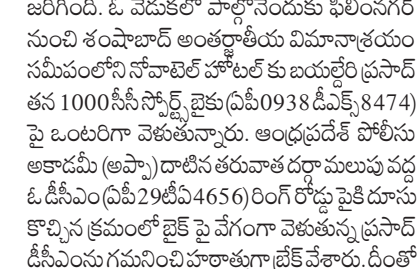 జరిగింది. ఓ వేడుకలో పాల్గొనేందుకు ఫిలింనగర్
నుంచి శంషాబాద్ అంతర్జాతీయ విమానాశ్రయం
సమీపంలోని నోవాటెల్ హోటల్ కు బయల్దేరి ప్రసాద్
తన 1000 సీసీ స్పోర్ట్స్ బైకు (ఏపీ0938 డీఎక్స్ 8474)
పై ఒంటరిగా వెళుతున్నారు. ఆంధ్రప్రదేశ్ పోలీసు
అకాడమీ (అప్పా) దాటిన తరువాత దర్గా మలుపు వద్ద
ఓ డీసీఎం (ఏపీ29టీఏ4656) రింగ్ రోడ్డు పైకి దూసు
కొచ్చిన క్రమంలో బైక్ పై వేగంగా వెళుతున్న ప్రసాద్
డీసీఎంను గమనించి హఠాత్తుగా బ్రేక్ వేశారు. దీంతో